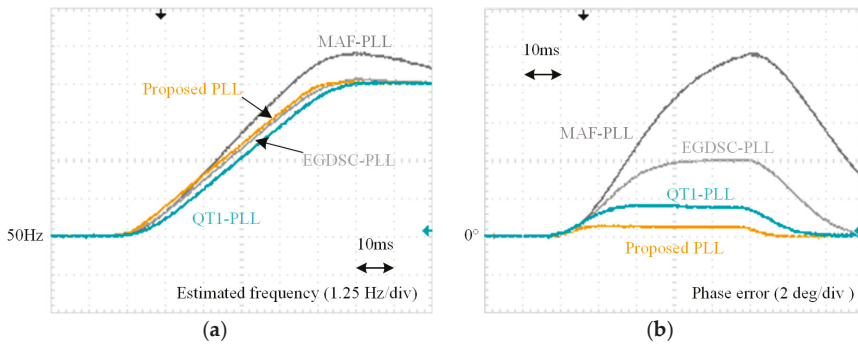 MAF-PLL
Proposed PLL
EGDSC-PLL
QT1-PLL
50Hz
10ms
Estimated frequency (1.25 Hz/div)
(a)
10ms
MAF-PLL
EGDSC-PLL
QT1-PLL
0°
Proposed PLL
Phase error (2 deg/div )
(b)